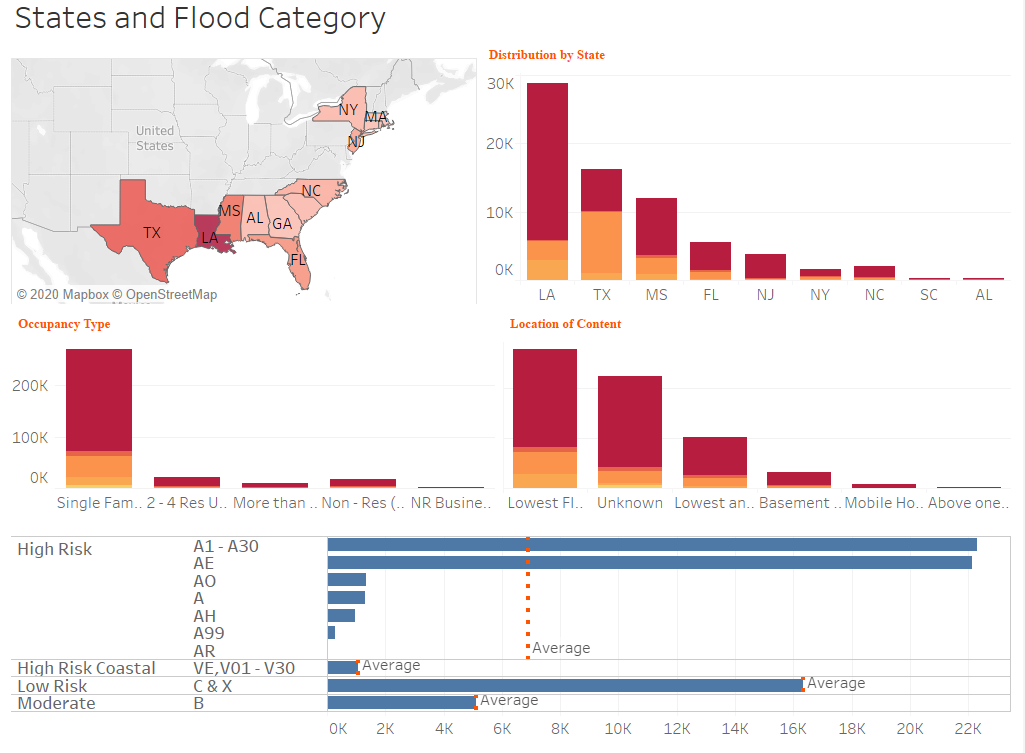 States and Flood Category
United
States
NY
MA
NJ
NC
MS
AL
GA
TX
LA
FL
© 2020 Mapbox © OpenStreetMap
Distribution by State
30K
20K
10K
0K
LA TX MS FL NJ NY NC SC AL
Occupancy Type
200K
100K
0K
Single Fam.. 2 - 4 Res U.. More than .. Non - Res (.. NR Busine..
Location of Content
Lowest Fl.. Unknown Lowest an.. Basement .. Mobile Ho.. Above one..
High Risk A1 - A30
AE
AO
A
AH
A99
AR
Average
High Risk Coastal VE,V01 - V30 Average
Low Risk C & X Average
Moderate B Average
0K 2K 4K 6K 8K 10K 12K 14K 16K 18K 20K 22K